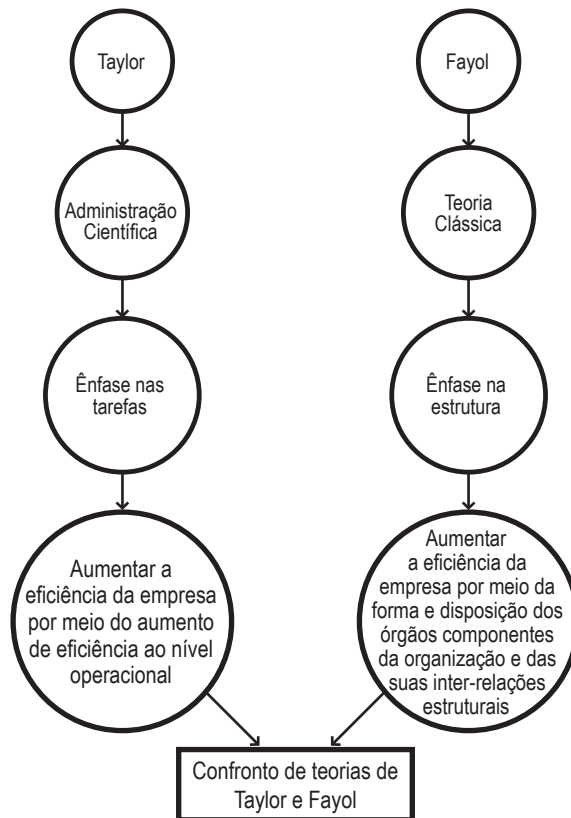 Taylor
Administração
Científica
Ênfase nas
tarefas
Aumentar a
eficiência da empresa
por meio do aumento
de eficiência ao nível
operacional
Fayol
Teoria
Clássica
Ênfase na
estrutura
Aumentar
a eficiência da
empresa por meio da
forma e disposição dos
órgãos componentes
da organização e das
suas inter-relações
estruturais
Confronto de teorias de
Taylor e Fayol